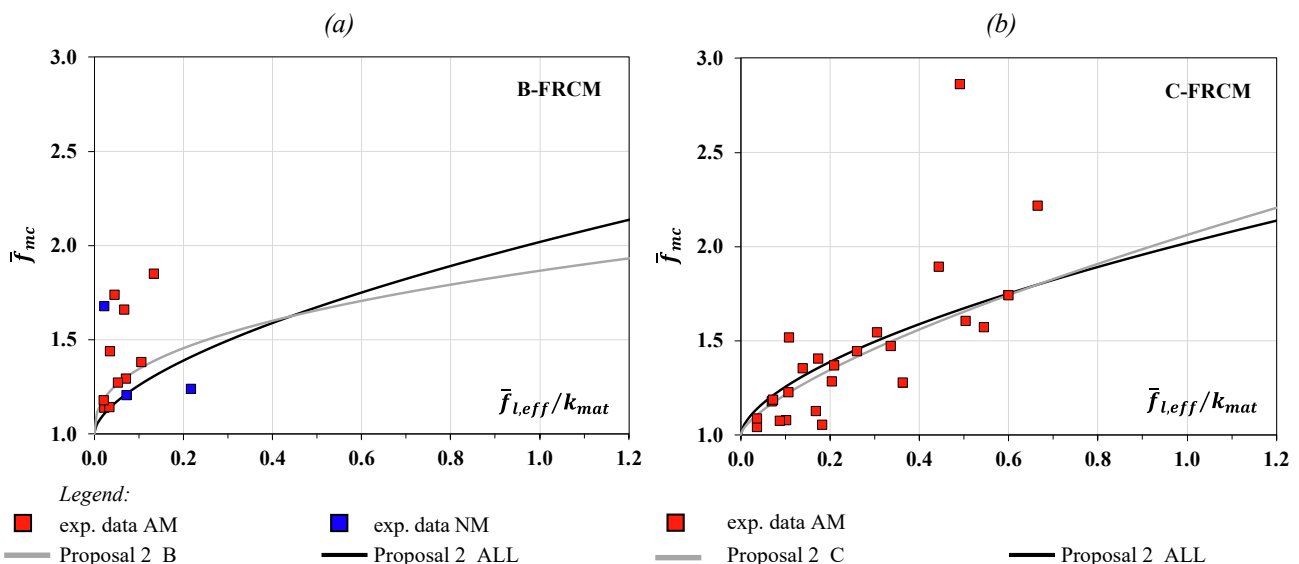 (a)
3.0
2.5
2.0
1.5
1.0
0.0 0.2 0.4 0.6 0.8 1.0 1.2
B-FRCM
f̅mc
f̅l,eff/kmat
(b)
3.0
2.5
2.0
1.5
1.0
0.0 0.2 0.4 0.6 0.8 1.0 1.2
C-FRCM
f̅mc
f̅l,eff/kmat
Legend:
exp. data AM exp. data NM exp. data AM
Proposal 2 B Proposal 2 ALL Proposal 2 C Proposal 2 ALL